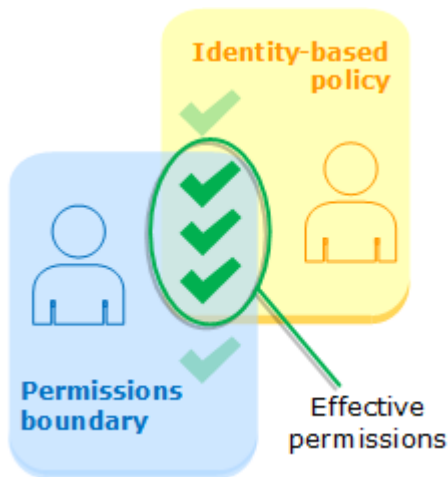 Identity-based
policy
Permissions
boundary
Effective
permissions